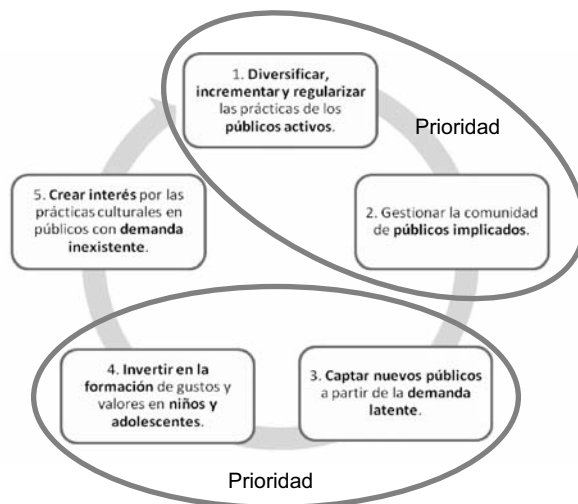 1. Diversificar,
incrementar y regularizar
las prácticas de los
públicos activos.
Prioridad
2. Gestionar la comunidad
de públicos implicados.
3. Captar nuevos públicos
a partir de la demanda
latente.
4. Invertir en la
formación de gustos y
valores en niños y
adolescentes.
Prioridad
5. Crear interés por las
prácticas culturales en
públicos con demanda
inexistente.